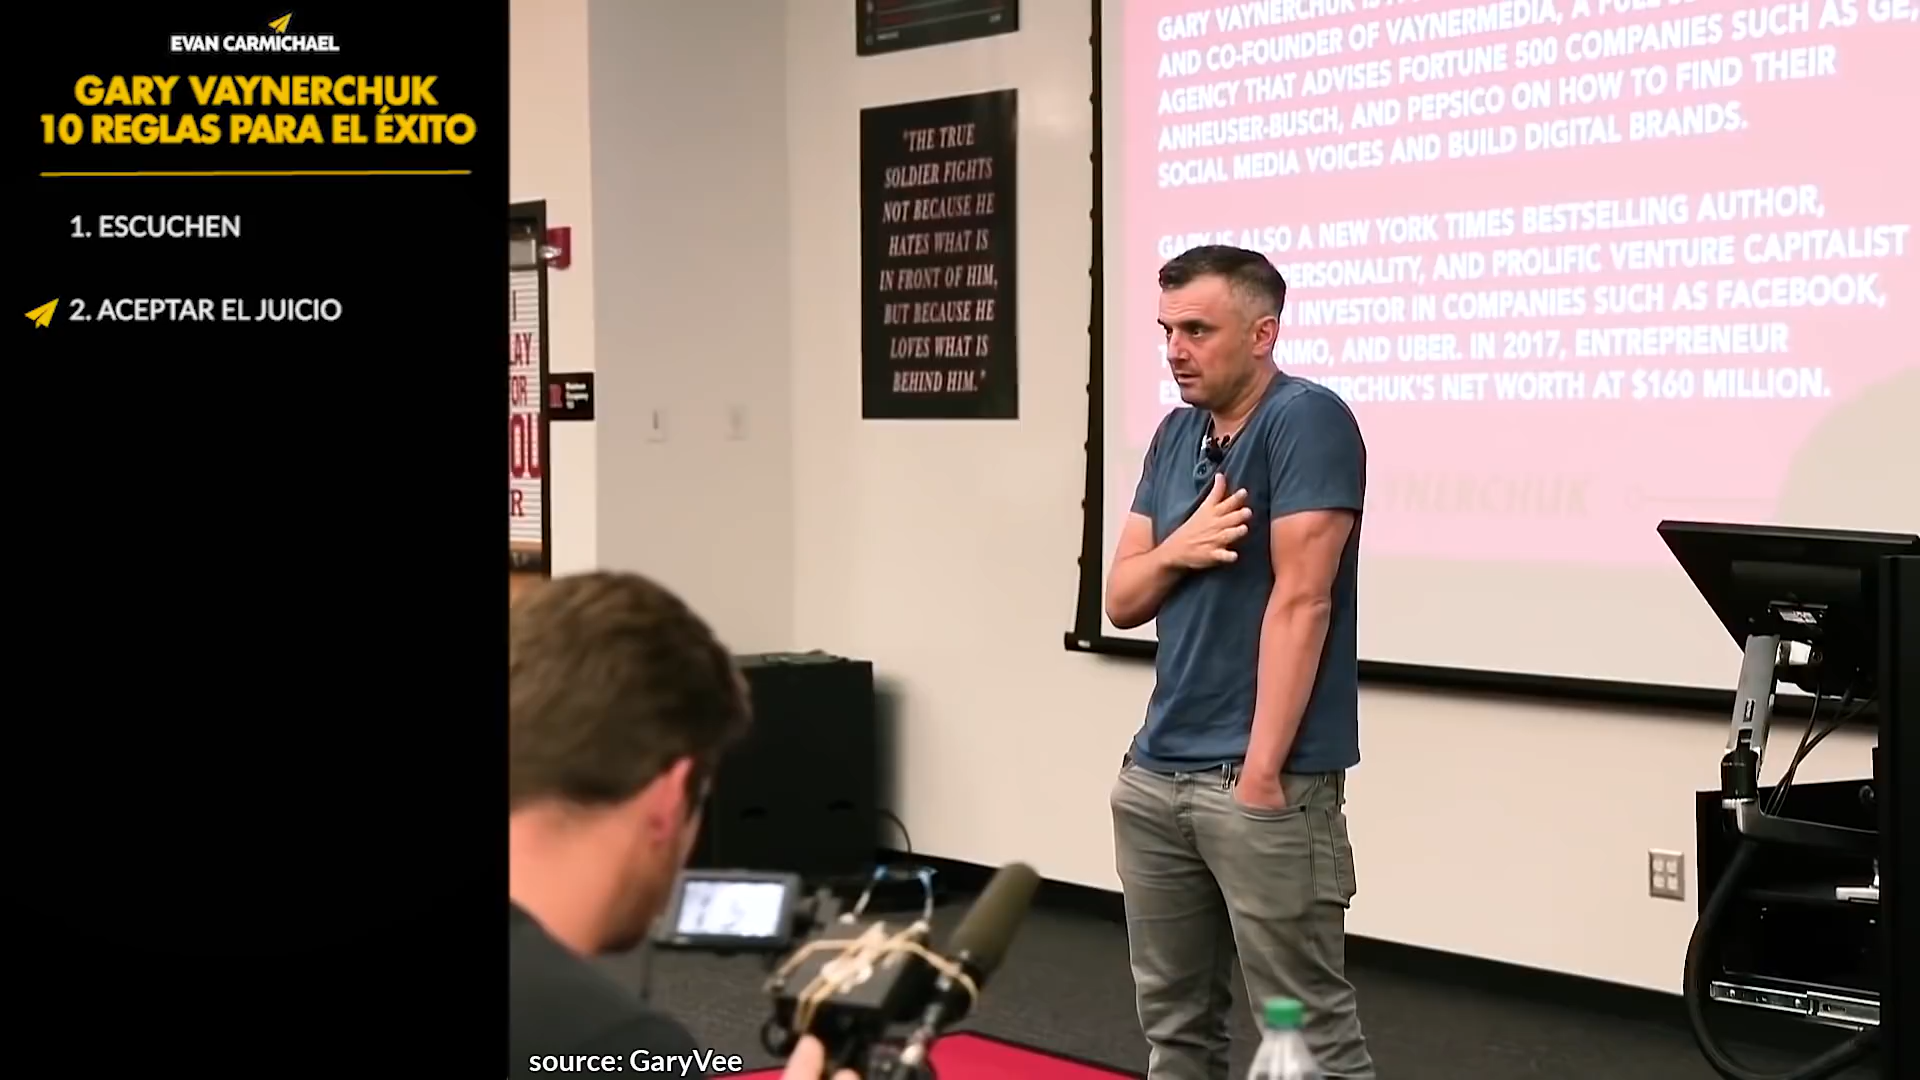 EVAN CARMICHAEL
GARY VAYNERCHUK
10 REGLAS PARA EL ÉXITO
1. ESCUCHEN
2. ACEPTAR EL JUICIO
"THE TRUE
SOLDIER FIGHTS
NOT BECAUSE HE
HATES WHAT IS
IN FRONT OF HIM,
BUT BECAUSE HE
LOVES WHAT IS
BEHIND HIM."
GARY VAYNERCHUK IS
AND CO-FOUNDER OF VAYNERMEDIA, A
AGENCY THAT ADVISES FORTUNE 500 COMPANIES SUCH AS GE,
ANHEUSER-BUSCH, AND PEPSICO ON HOW TO FIND THEIR
SOCIAL MEDIA VOICES AND BUILD DIGITAL BRANDS.
GARY IS ALSO A NEW YORK TIMES BESTSELLING AUTHOR,
PERSONALITY, AND PROLIFIC VENTURE CAPITALIST
INVESTOR IN COMPANIES SUCH AS FACEBOOK,
AND UBER. IN 2017, ENTREPRENEUR
NET WORTH AT $160 MILLION.
source: GaryVee